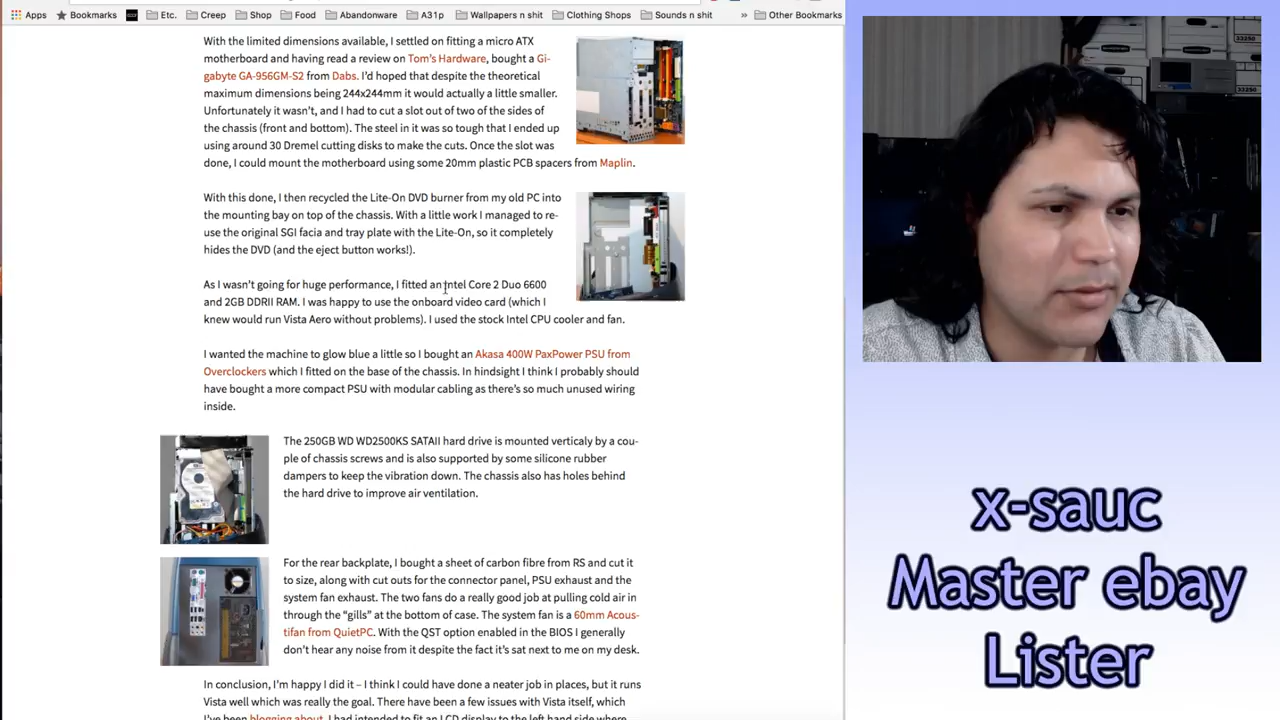 Apps
Bookmarks
Etc.
Creep
Shop
Food
Abandonware
A31p
Wallpapers n shit
Clothing Shops
Sounds n shit
»
Other Bookmarks
With the limited dimensions available, I settled on fitting a micro ATX
motherboard and having read a review on Tom's Hardware, bought a Gi-
gabyte GA-956GM-S2 from Dabs. I'd hoped that despite the theoretical
maximum dimensions being 244x244mm it would actually a little smaller.
Unfortunately it wasn't, and I had to cut a slot out of two of the sides of
the chassis (front and bottom). The steel in it was so tough that I ended up
using around 30 Dremel cutting disks to make the cuts. Once the slot was
done, I could mount the motherboard using some 20mm plastic PCB spacers from Maplin.
With this done, I then recycled the Lite-On DVD burner from my old PC into
the mounting bay on top of the chassis. With a little work I managed to re-
use the original SGI facia and tray plate with the Lite-On, so it completely
hides the DVD (and the eject button works!).
As I wasn't going for huge performance, I fitted an Intel Core 2 Duo 6600
and 2GB DDRII RAM. I was happy to use the onboard video card (which I
knew would run Vista Aero without problems). I used the stock Intel CPU cooler and fan.
I wanted the machine to glow blue a little so I bought an Akasa 400W PaxPower PSU from
Overclockers which I fitted on the base of the chassis. In hindsight I think I probably should
have bought a more compact PSU with modular cabling as there's so much unused wiring
inside.
The 250GB WD WD2500KS SATAII hard drive is mounted verticaly by a cou-
ple of chassis screws and is also supported by some silicone rubber
dampers to keep the vibration down. The chassis also has holes behind
the hard drive to improve air ventilation.
For the rear backplate, I bought a sheet of carbon fibre from RS and cut it
to size, along with cut outs for the connector panel, PSU exhaust and the
system fan exhaust. The two fans do a really good job at pulling cold air in
through the "gills" at the bottom of case. The system fan is a 60mm Acous-
tifan from QuietPC. With the QST option enabled in the BIOS I generally
don't hear any noise from it despite the fact it's sat next to me on my desk.
In conclusion, I'm happy I did it – I think I could have done a neater job in places, but it runs
Vista well which was really the goal. There have been a few issues with Vista itself, which
I've been blogging about. I had intended to fit an LCD display to the left hand side where
33250
33250
x-sauc
Master ebay
Lister